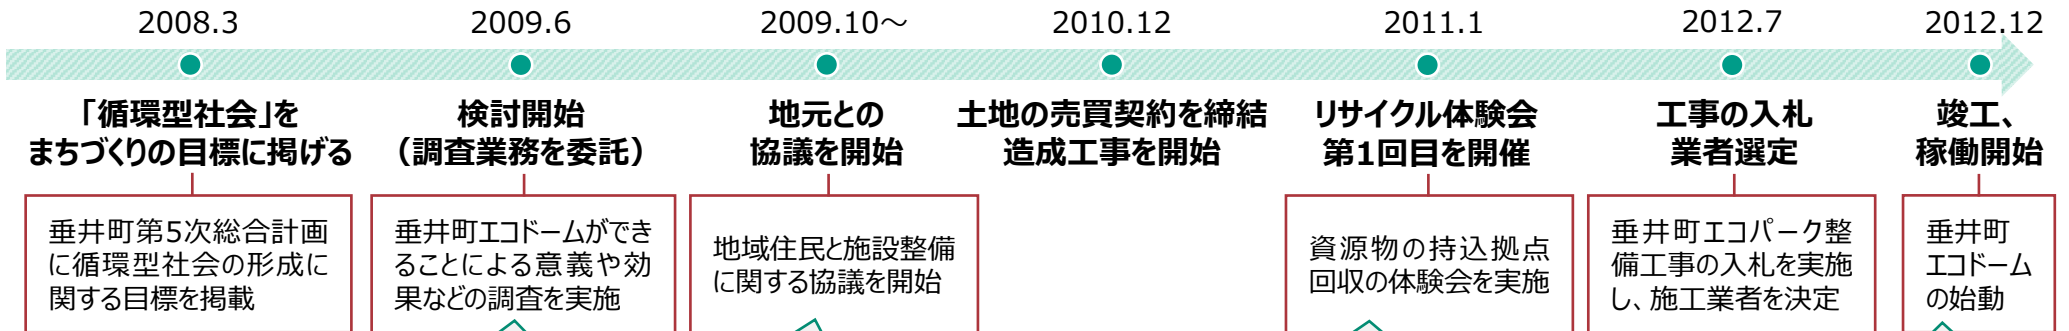 2008.3
2009.6
2009.10～
2010.12
2011.1
2012.7
2012.12
「循環型社会」を
まちづくりの目標に掲げる
検討開始
（調査業務を委託）
地元との
協議を開始
土地の売買契約を締結
造成工事を開始
リサイクル体験会
第1回目を開催
工事の入札
業者選定
竣工、
稼働開始
垂井町第5次総合計画
に循環型社会の形成に
関する目標を掲載
垂井町エコドームができ
ることによる意義や効
果などの調査を実施
地域住民と施設整備
に関する協議を開始
資源物の持込拠点
回収の体験会を実施
垂井町エコパーク整
備工事の入札を実施
し、施工業者を決定
垂井町
エコドーム
の始動